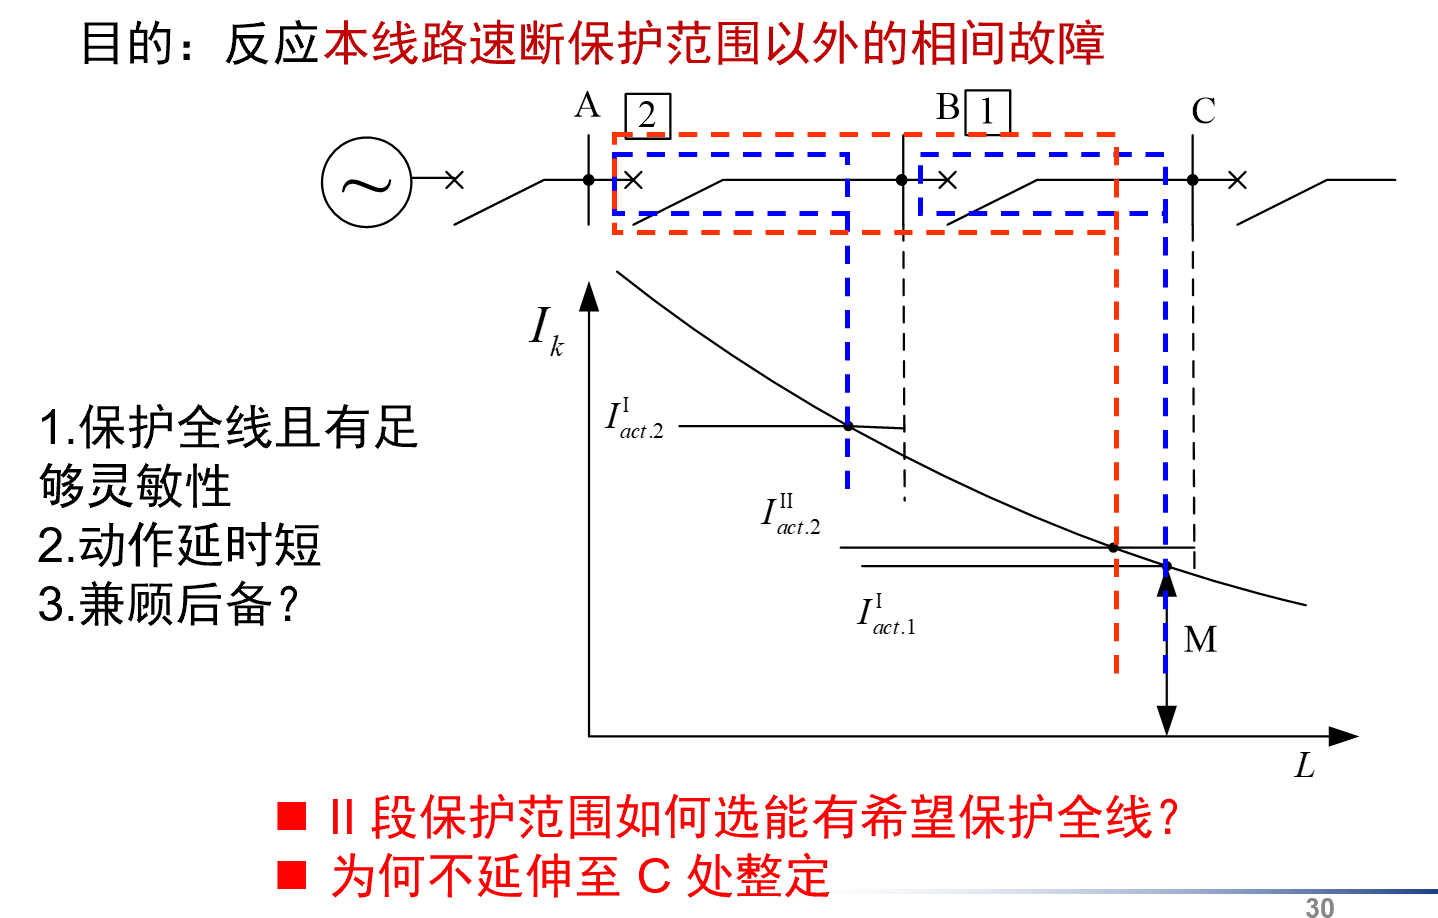 目的：反应本线路速断保护范围以外的相间故障
A 2 B 1 C
~
I_k
I^I_act.2
1.保护全线且有足
够灵敏性
2.动作延时短
3.兼顾后备？
I^II_act.2
I^I_act.1
M
L
■ II 段保护范围如何选能有希望保护全线？
■ 为何不延伸至 C 处整定
30